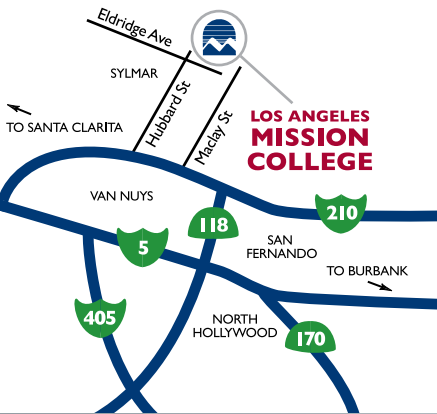 Eldridge Ave
SYLMAR
Hubbard St
Maclay St
TO SANTA CLARITA
LOS ANGELES
MISSION
COLLEGE
VAN NUYS
118
210
5
SAN
FERNANDO
TO BURBANK
405
NORTH
HOLLYWOOD
170